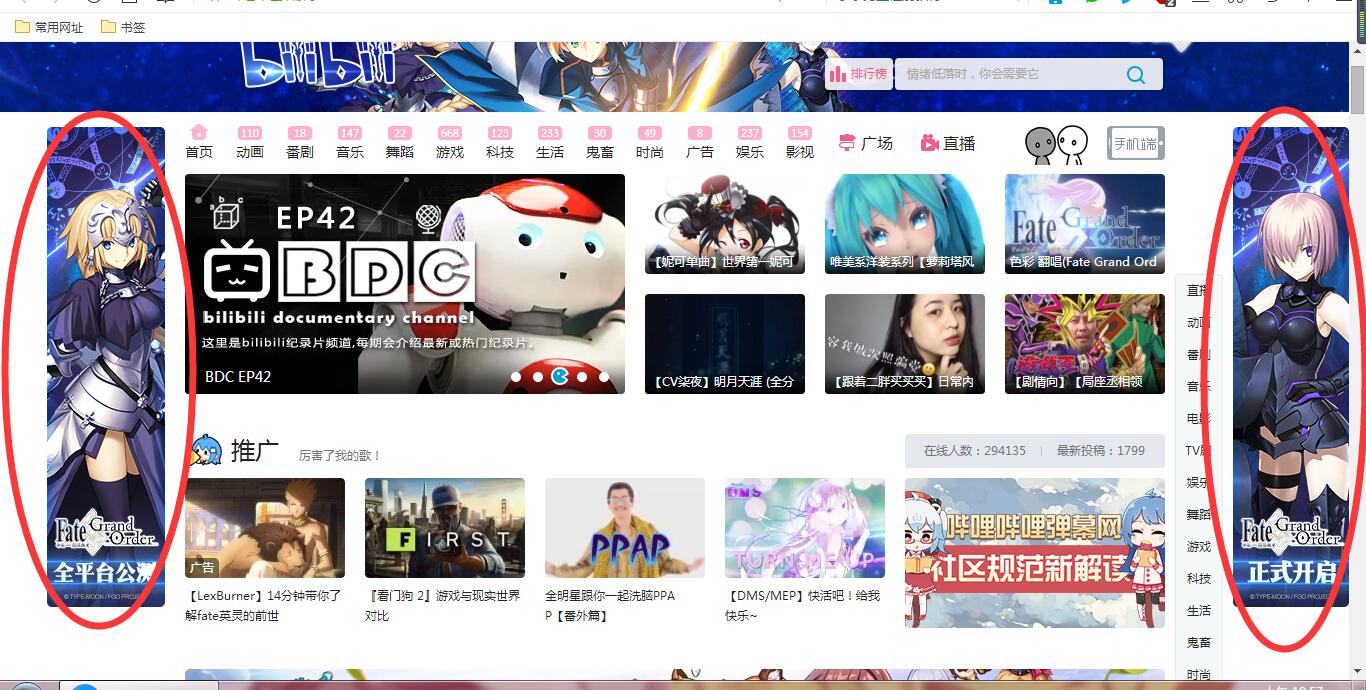 常用网址
书签
bilibili
排行榜
情绪低落时，你会需要它
首页
110
动画
18
番剧
147
音乐
22
舞蹈
668
游戏
123
科技
233
生活
30
鬼畜
49
时尚
8
广告
237
娱乐
154
影视
广场
直播
手机端
EP42
BDC
bilibili documentary channel
这里是bilibili纪录片频道,每期会介绍最新或热门纪录片。
BDC EP42
【妮可单曲】世界第一妮可
唯美系洋装系列【萝莉塔风
Fate Grand Order
色彩 翻唱(Fate Grand Ord
【CV柒夜】明月天涯 (全分
【跟着二胖买买买】日常内
【剧情向】【局座丞相领
推广
厉害了我的歌！
在线人数：294135
最新投稿：1799
广告
【LexBurner】14分钟带你了
解fate英灵的前世
FIRST
『看门狗 2』游戏与现实世界
对比
PPAP
全明星跟你一起洗脑PPA
P【番外篇】
DMS
TURN ME UP
【DMS/MEP】快活吧！给我
快乐~
哔哩哔哩弹幕网
社区规范新解读
Fate Grand Order
全平台公测
© TYPE-MOON / FGO PROJEC
直播
动画
番剧
音乐
电影
TV剧
娱乐
舞蹈
游戏
科技
生活
鬼畜
时尚
Fate Grand Order
正式开启
© TYPE-MOON / FGO PROJEC